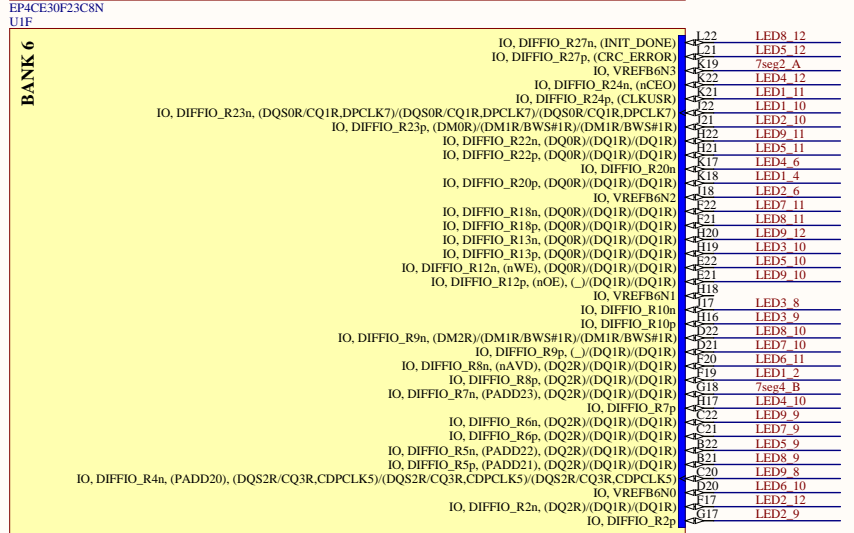 EP4CE30F23C8N
U1F
BANK 6
IO, DIFFIO_R27n, (INIT_DONE) L22 LED8_12
IO, DIFFIO_R27p, (CRC_ERROR) L21 LED5_12
IO, VREFB6N3 K19 7seg2_A
IO, DIFFIO_R24n, (nCEO) K22 LED4_12
IO, DIFFIO_R24p, (CLKUSR) K21 LED1_11
IO, DIFFIO_R23n, (DQS0R/CQ1R,DPCLK7)/(DQS0R/CQ1R,DPCLK7)/(DQS0R/CQ1R,DPCLK7) J22 LED1_10
IO, DIFFIO_R23p, (DM0R)/(DM1R/BWS#1R)/(DM1R/BWS#1R) J21 LED2_10
IO, DIFFIO_R22n, (DQ0R)/(DQ1R)/(DQ1R) H22 LED9_11
IO, DIFFIO_R22p, (DQ0R)/(DQ1R)/(DQ1R) H21 LED5_11
IO, DIFFIO_R20n K17 LED4_6
IO, DIFFIO_R20p, (DQ0R)/(DQ1R)/(DQ1R) K18 LED1_4
IO, VREFB6N2 J18 LED2_6
IO, DIFFIO_R18n, (DQ0R)/(DQ1R)/(DQ1R) F22 LED7_11
IO, DIFFIO_R18p, (DQ0R)/(DQ1R)/(DQ1R) F21 LED8_11
IO, DIFFIO_R13n, (DQ0R)/(DQ1R)/(DQ1R) H20 LED9_12
IO, DIFFIO_R13p, (DQ0R)/(DQ1R)/(DQ1R) H19 LED3_10
IO, DIFFIO_R12n, (nWE), (DQ0R)/(DQ1R)/(DQ1R) E22 LED5_10
IO, DIFFIO_R12p, (nOE), (_)/(DQ1R)/(DQ1R) E21 LED9_10
IO, VREFB6N1 H18
IO, DIFFIO_R10n J17 LED3_8
IO, DIFFIO_R10p H16 LED3_9
IO, DIFFIO_R9n, (DM2R)/(DM1R/BWS#1R)/(DM1R/BWS#1R) D22 LED8_10
IO, DIFFIO_R9p, (_)/(DQ1R)/(DQ1R) D21 LED7_10
IO, DIFFIO_R8n, (nAVD), (DQ2R)/(DQ1R)/(DQ1R) F20 LED6_11
IO, DIFFIO_R8p, (DQ2R)/(DQ1R)/(DQ1R) F19 LED1_2
IO, DIFFIO_R7n, (PADD23), (DQ2R)/(DQ1R)/(DQ1R) G18 7seg4_B
IO, DIFFIO_R7p H17 LED4_10
IO, DIFFIO_R6n, (DQ2R)/(DQ1R)/(DQ1R) C22 LED9_9
IO, DIFFIO_R6p, (DQ2R)/(DQ1R)/(DQ1R) C21 LED7_9
IO, DIFFIO_R5n, (PADD22), (DQ2R)/(DQ1R)/(DQ1R) B22 LED5_9
IO, DIFFIO_R5p, (PADD21), (DQ2R)/(DQ1R)/(DQ1R) B21 LED8_9
IO, DIFFIO_R4n, (PADD20), (DQS2R/CQ3R,CDPCLK5)/(DQS2R/CQ3R,CDPCLK5)/(DQS2R/CQ3R,CDPCLK5) C20 LED9_8
IO, VREFB6N0 D20 LED6_10
IO, DIFFIO_R2n, (DQ2R)/(DQ1R)/(DQ1R) F17 LED2_12
IO, DIFFIO_R2p G17 LED2_9